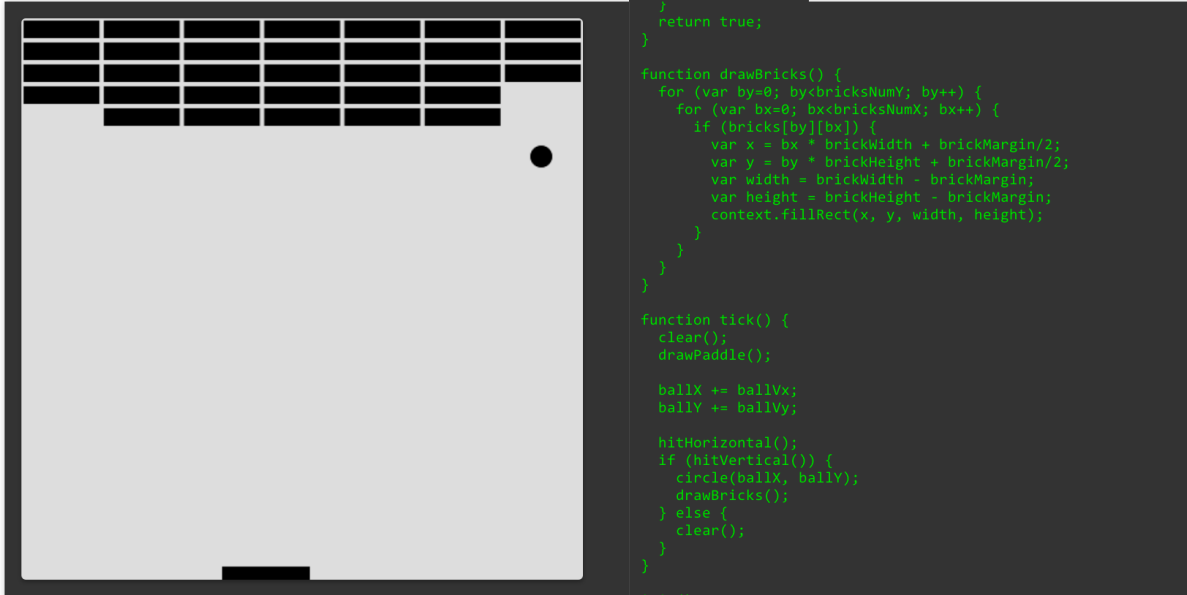 }
return true;
}
function drawBricks() {
for (var by=0; by<bricksNumY; by++) {
for (var bx=0; bx<bricksNumX; bx++) {
if (bricks[by][bx]) {
var x = bx * brickWidth + brickMargin/2;
var y = by * brickHeight + brickMargin/2;
var width = brickWidth - brickMargin;
var height = brickHeight - brickMargin;
context.fillRect(x, y, width, height);
}
}
}
}
function tick() {
clear();
drawPaddle();
ballX += ballVx;
ballY += ballVy;
hitHorizontal();
if (hitVertical()) {
circle(ballX, ballY);
drawBricks();
} else {
clear();
}
}